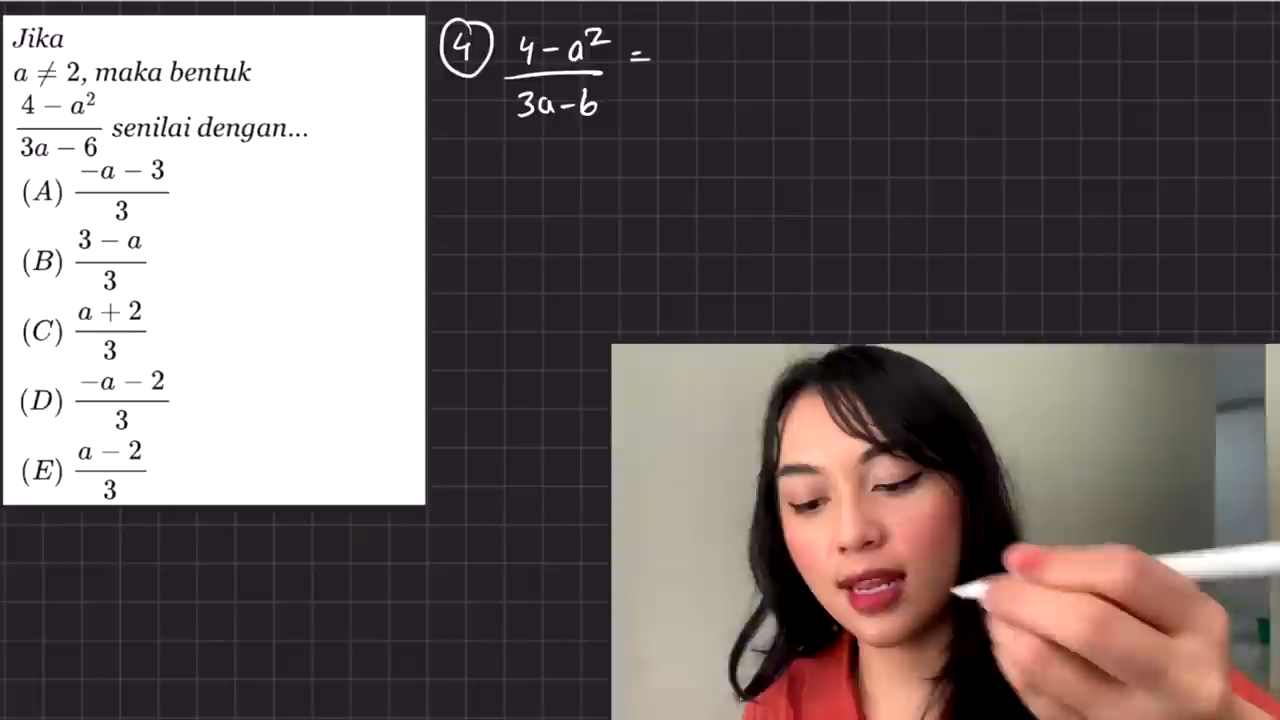 Jika
a ≠ 2, maka bentuk
4 − a²
3a − 6
senilai dengan...
(A) −a − 3
3
(B) 3 − a
3
(C) a + 2
3
(D) −a − 2
3
(E) a − 2
3
4 4 − a² =
3a − 6